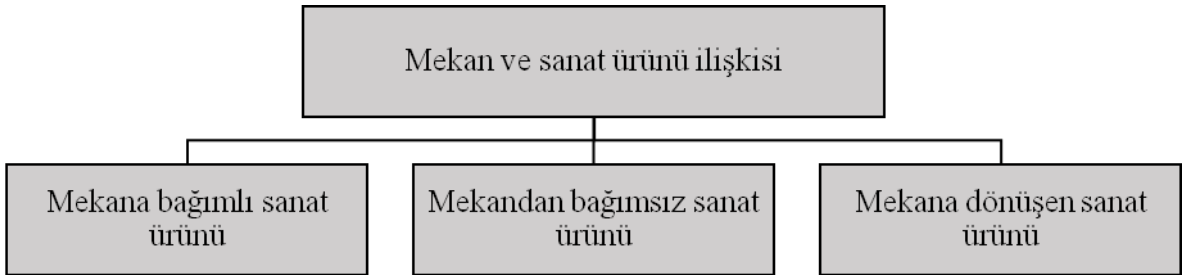 Mekan ve sanat ürünü ilişkisi
Mekana bağımlı sanat
ürünü
Mekandan bağımsız sanat
ürünü
Mekana dönüşen sanat
ürünü